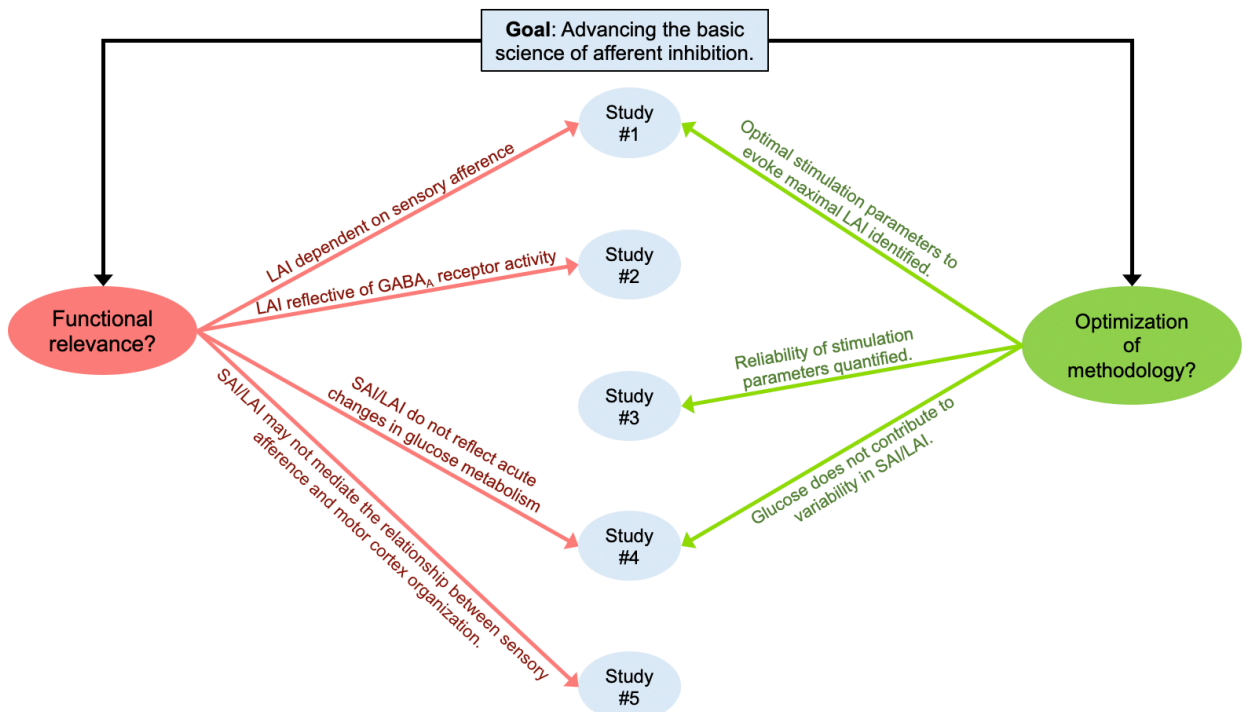 Goal: Advancing the basic
science of afferent inhibition.
Study
#1
LAI dependent on sensory afference
Optimal stimulation parameters to
evoke maximal LAI identified.
Study
#2
LAI reflective of GABA_A receptor activity
Functional
relevance?
Optimization
of
methodology?
Reliability of stimulation
parameters quantified.
Study
#3
SAI/LAI do not reflect acute
changes in glucose metabolism
Glucose does not contribute to
variability in SAI/LAI.
SAI/LAI may not mediate the relationship between sensory
afference and motor cortex organization.
Study
#4
Study
#5